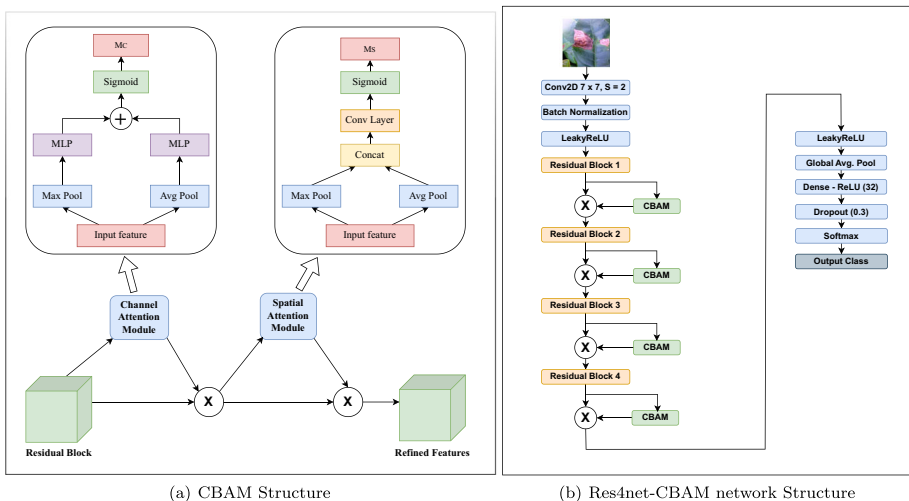 Mc
Sigmoid
+
MLP
MLP
Max Pool
Avg Pool
Input feature
Ms
Sigmoid
Conv Layer
Concat
Max Pool
Avg Pool
Input feature
Channel
Attention
Module
Spatial
Attention
Module
X
X
Residual Block
Refined Features
(a) CBAM Structure
Conv2D 7 x 7, S = 2
Batch Normalization
LeakyReLU
Residual Block 1
X
CBAM
Residual Block 2
X
CBAM
Residual Block 3
X
CBAM
Residual Block 4
X
CBAM
LeakyReLU
Global Avg. Pool
Dense - ReLU (32)
Dropout (0.3)
Softmax
Output Class
(b) Res4net-CBAM network Structure